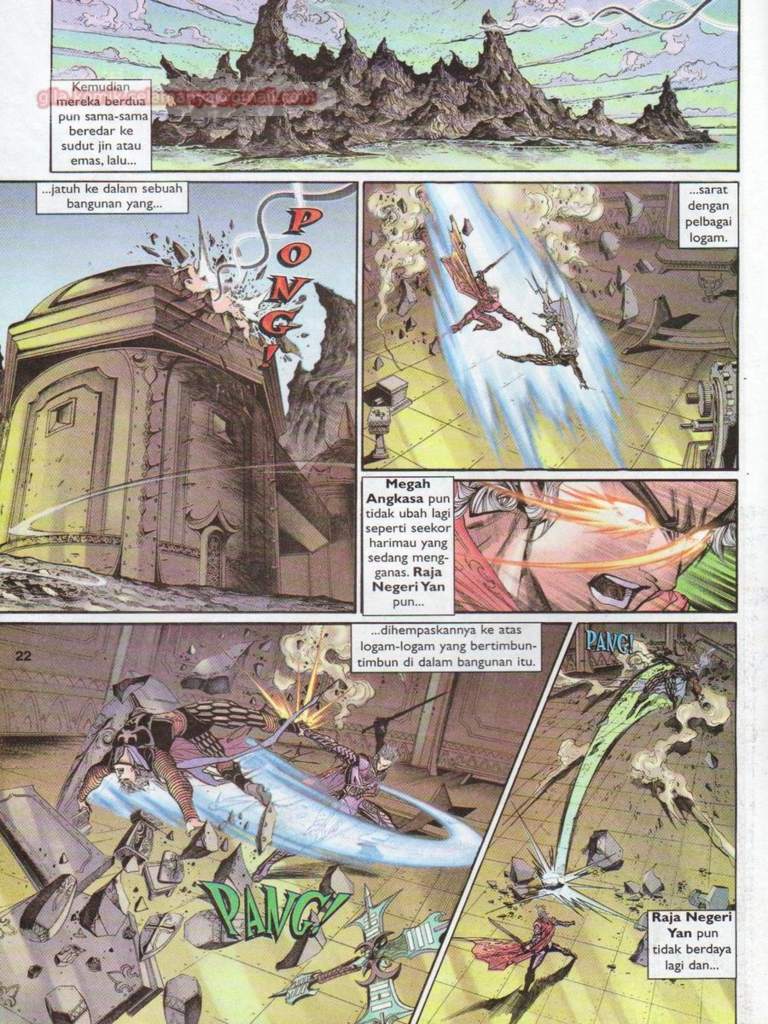 Kemudian
mereka berdua
pun sama-sama
beredar ke
sudut jin atau
emas, lalu...
...jatuh ke dalam sebuah
bangunan yang...
PONG!
...sarat
dengan
pelbagai
logam.
Megah
Angkasa pun
tidak ubah lagi
seperti seekor
harimau yang
sedang meng-
ganas. Raja
Negeri Yan
pun...
22
...dihempaskannya ke atas
logam-logam yang bertimbun-
timbun di dalam bangunan itu.
PANG!
PANG!
Raja Negeri
Yan pun
tidak berdaya
lagi dan...